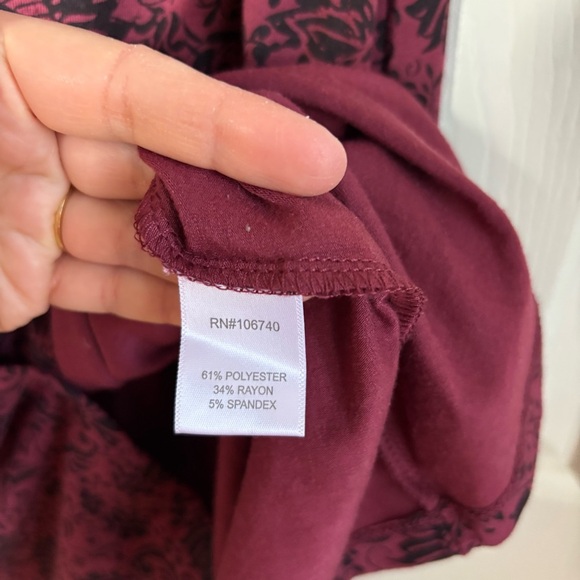 RN#106740
61% POLYESTER
34% RAYON
5% SPANDEX